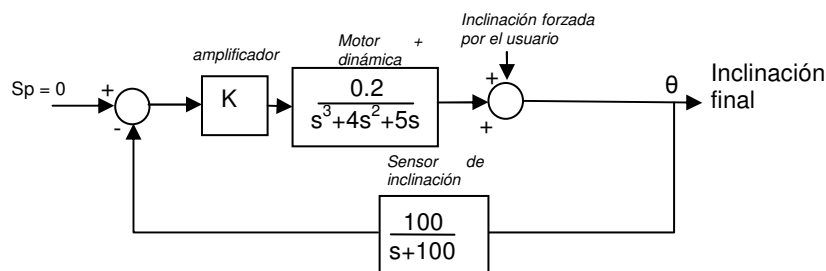 Inclinación forzada
por el usuario
amplificador
Motor +
dinámica
Sp = 0
+
-
K
0.2
s³+4s²+5s
+
+
θ
Inclinación
final
Sensor de
inclinación
100
s+100